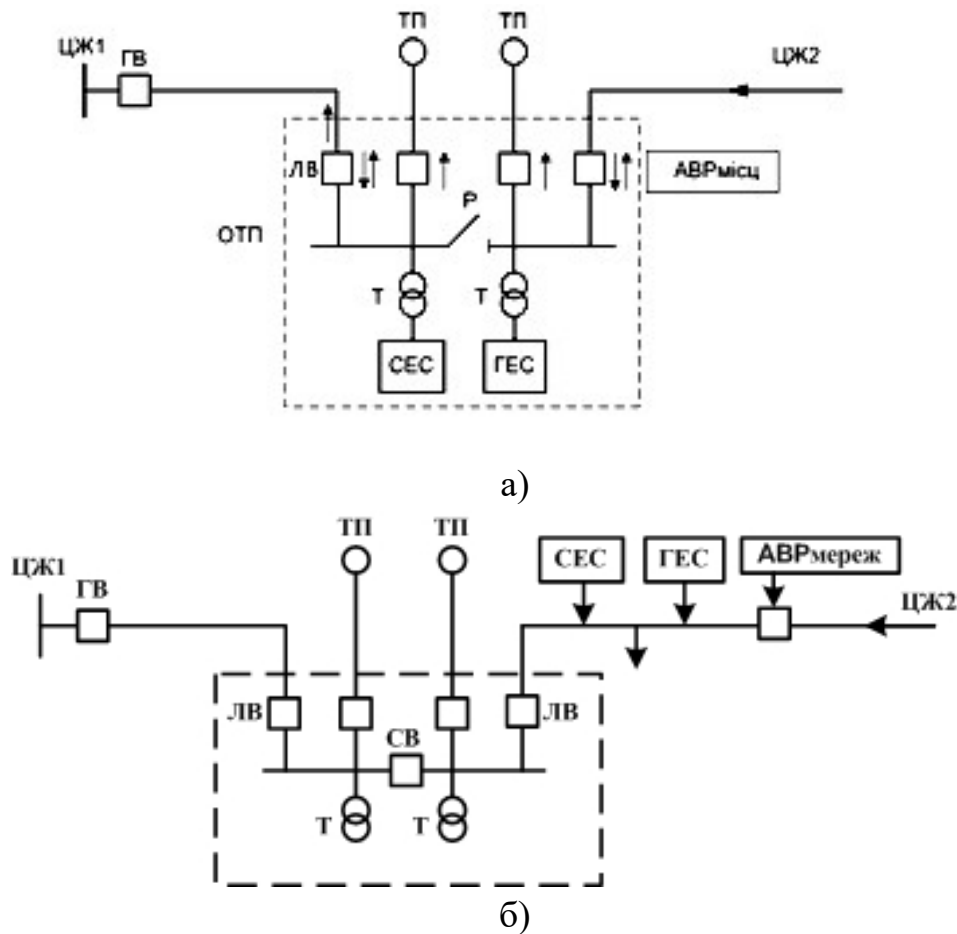 ТП ТП
ЦЖ1 ГВ ЦЖ2
ЛВ АВРмісц
Р
ОТП
Т Т
СЕС ГЕС
а)
ТП ТП
СЕС ГЕС АВРмереж
ЦЖ1 ГВ ЦЖ2
ЛВ ЛВ
СВ
Т Т
б)